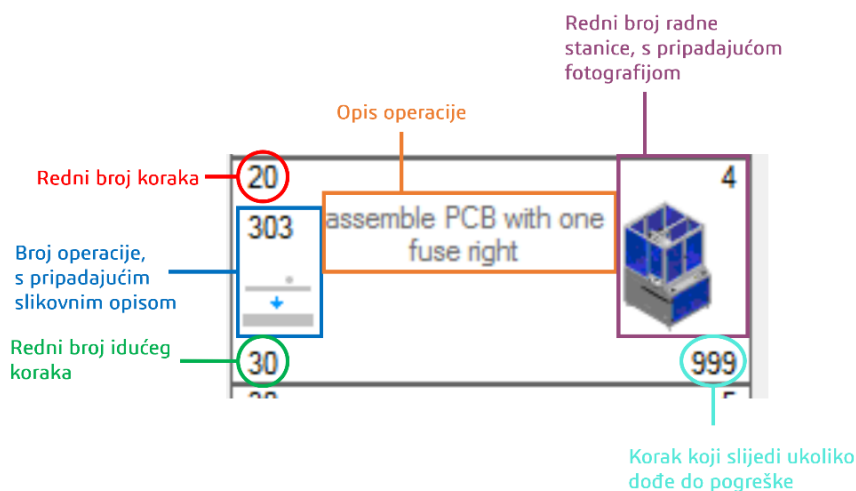 Redni broj radne
stanice, s pripadajućom
fotografijom
Opis operacije
Redni broj koraka
20
4
303
assemble PCB with one
fuse right
Broj operacije,
s pripadajućim
slikovnim opisom
Redni broj idućeg
koraka
30
999
Korak koji slijedi ukoliko
dođe do pogreške